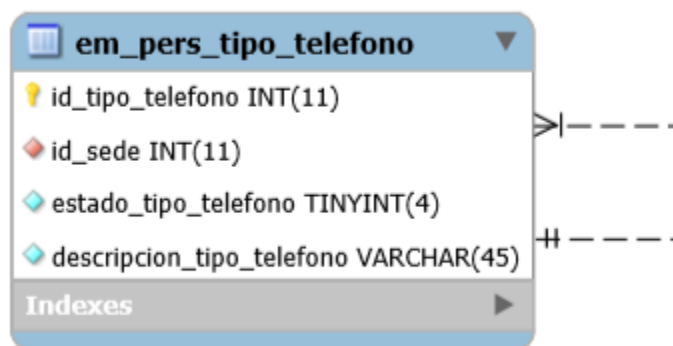 em_pers_tipo_telefono
id_tipo_telefono INT(11)
id_sede INT(11)
estado_tipo_telefono TINYINT(4)
descripcion_tipo_telefono VARCHAR(45)
Indexes